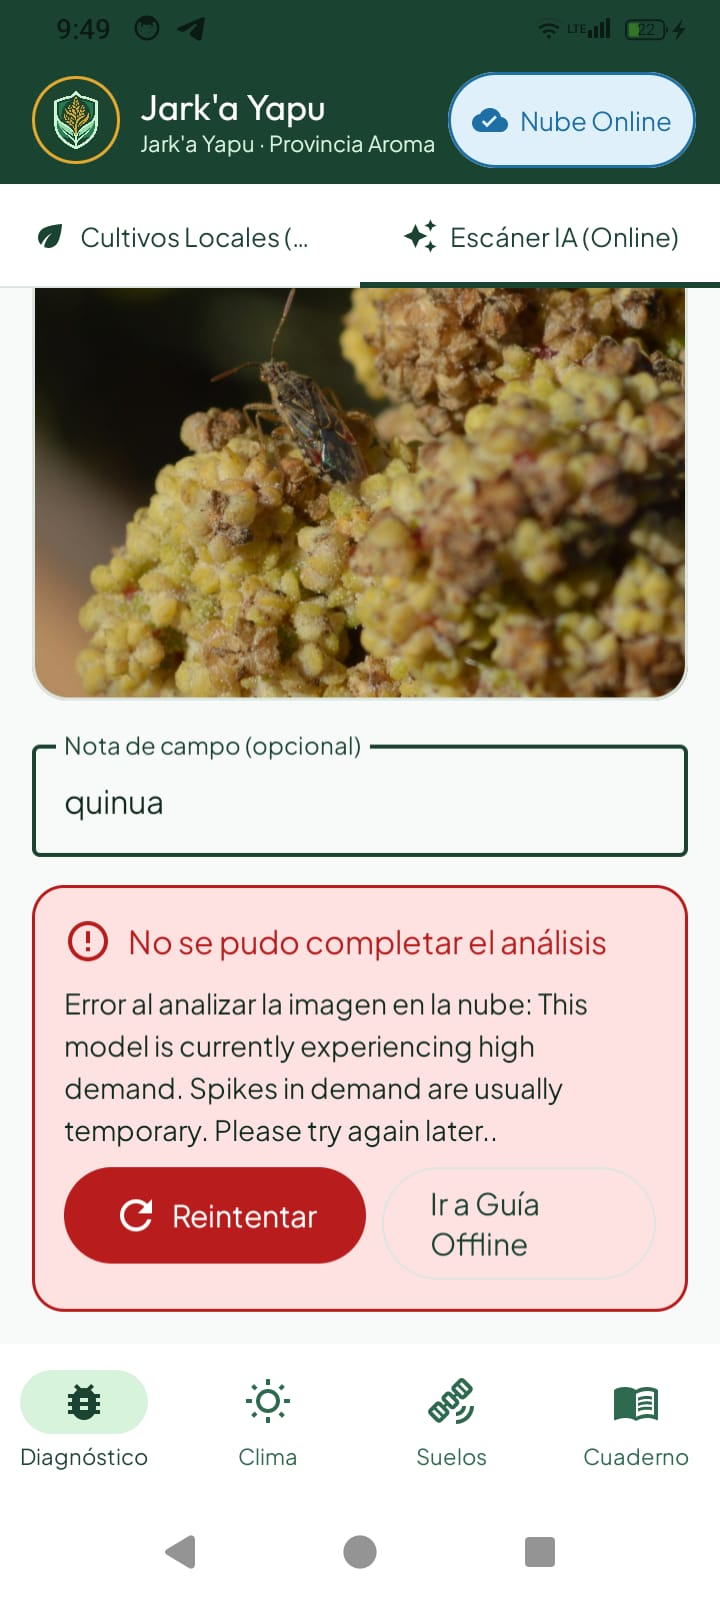 9:49
LTE
22
Jark'a Yapu
Jark'a Yapu · Provincia Aroma
Nube Online
Cultivos Locales (...
Escáner IA (Online)
Nota de campo (opcional)
quinua
No se pudo completar el análisis
Error al analizar la imagen en la nube: This
model is currently experiencing high
demand. Spikes in demand are usually
temporary. Please try again later..
Reintentar
Ir a Guía
Offline
Diagnóstico
Clima
Suelos
Cuaderno